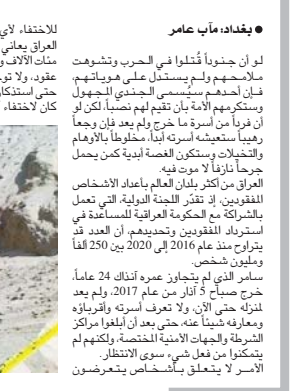 ● بغداد: مآب عامر
لو أن جنوداً قُتلوا في الحرب وتشوهت
ملامحهم ولم يستدل على هوياتهم،
فإن أحدهم سيُسمى الجندي المجهول
وستكرمهم الأمة بأن تقيم لهم نصباً، لكن لو
أن فرداً من أسرة ما خرج ولم يعد فإن وجعاً
رهيباً ستعيشه أسرته أبداً، مخلوطاً بالأوهام
والتخيلات وستكون الغصة أبدية كمن يحمل
جرحاً نازفاً لا موت فيه.
العراق من أكثر بلدان العالم بأعداد الأشخاص
المفقودين، إذ تقدّر اللجنة الدولية، التي تعمل
بالشراكة مع الحكومة العراقية للمساعدة في
استرداد المفقودين وتحديدهم، أن العدد قد
يتراوح منذ عام 2016 إلى 2020 بين 250 ألفاً
ومليون شخص.
سامر الذي لم يتجاوز عمره آنذاك 24 عاماً،
خرج صباح 5 آذار من عام 2017، ولم يعد
لمنزله حتى الآن، ولا تعرف أسرته وأقرباؤه
ومعارفه شيئاً عنه، حتى بعد أن أبلغوا مراكز
الشرطة والجهات الأمنية المختصة، ولكنهم لم
يتمكنوا من فعل شيء سوى الانتظار.
الأمــر لا يتعلق بـأشـخـاص يتعرضون
للاختفاء لأي
العراق يعاني
مئات الآلاف و
عقود، ولا توجـ
حتى استذكار
كان لاختفاء